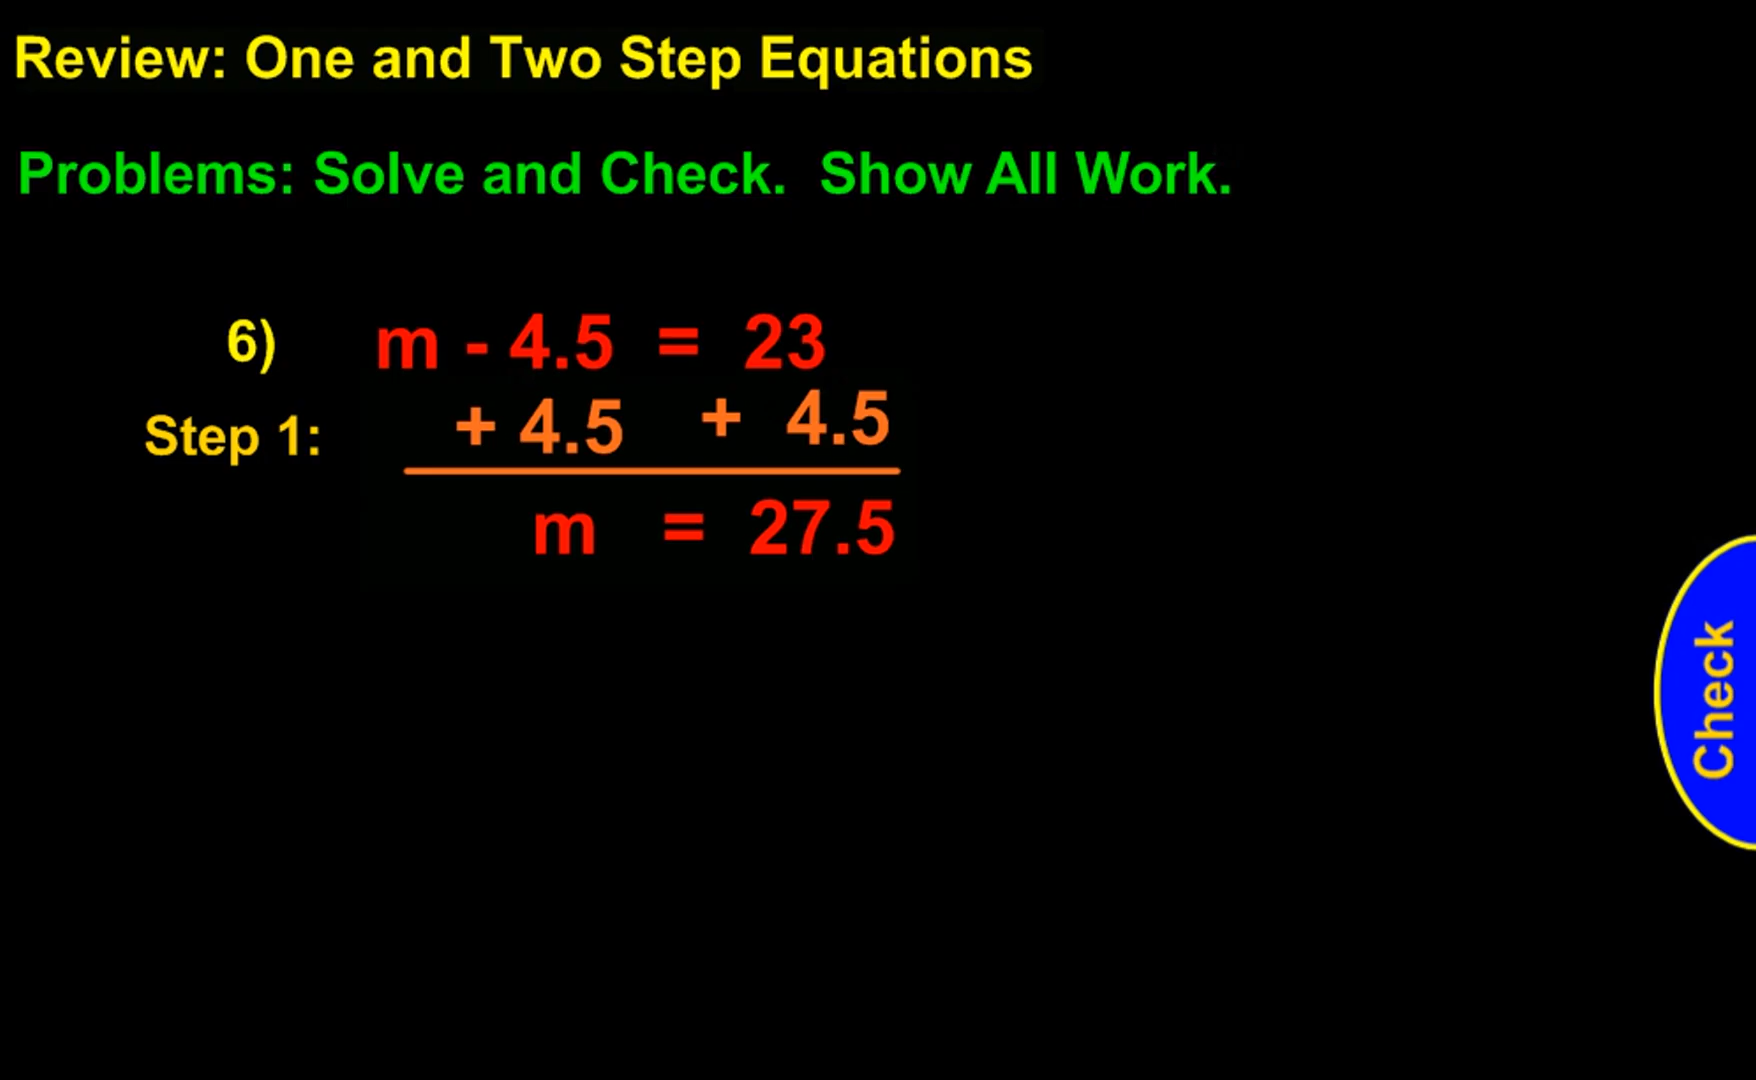 Review: One and Two Step Equations
Problems: Solve and Check. Show All Work.
6) m - 4.5 = 23
Step 1: + 4.5 + 4.5
m = 27.5
Check